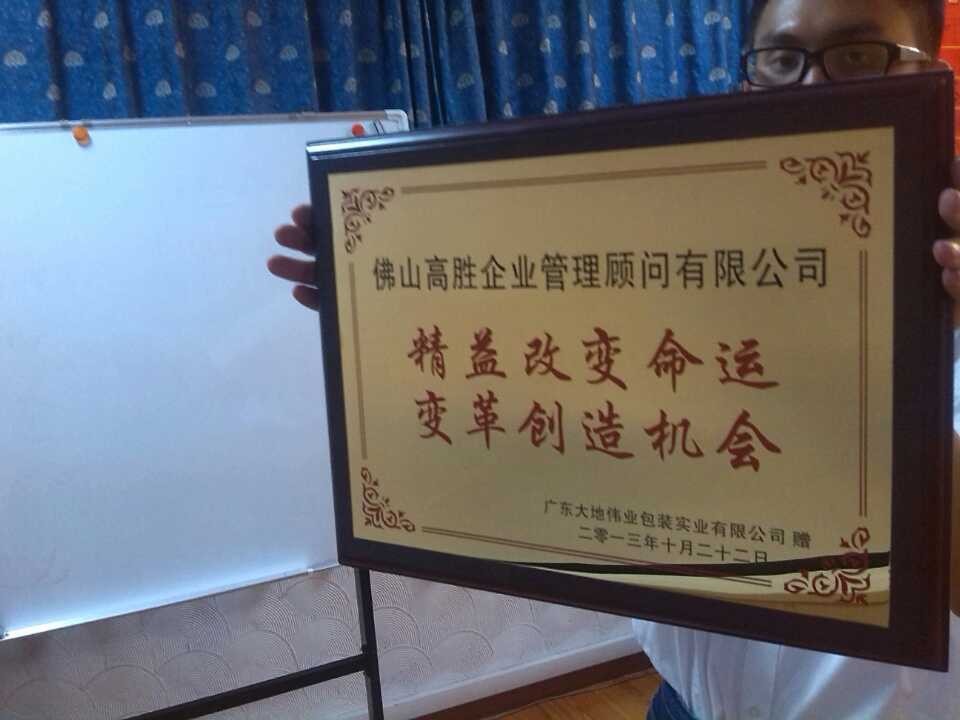 佛山高胜企业管理顾问有限公司
精益改变命运
变革创造机会
广东大地伟业包装实业有限公司 赠
二零一三年十月二十二日